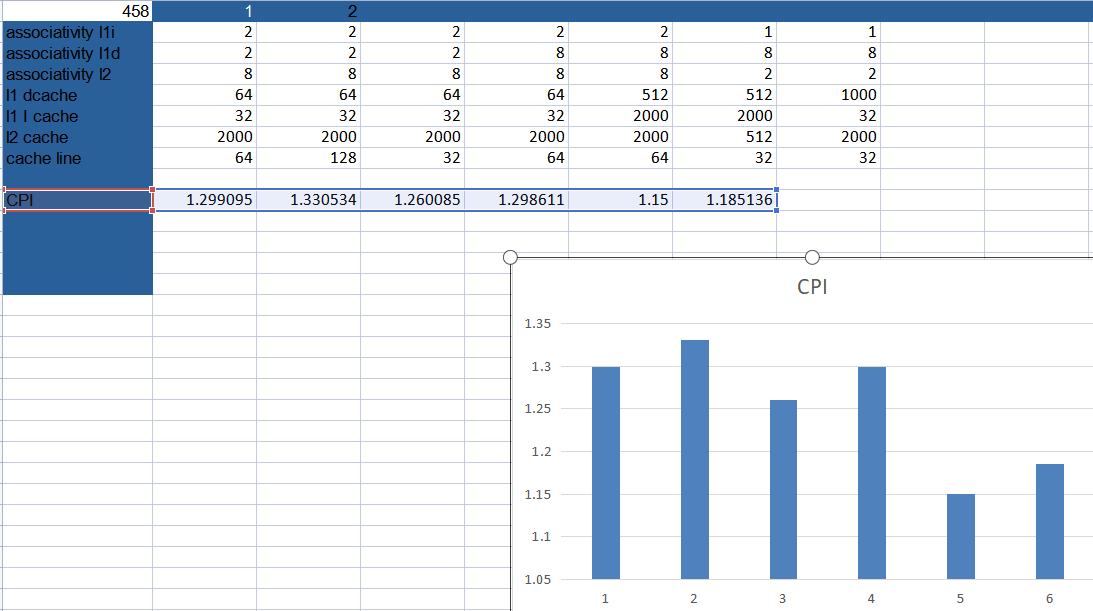 458 1 2
associativity l1i 2 2 2 2 2 1 1
associativity l1d 2 2 2 8 8 8 8
associativity l2 8 8 8 8 8 2 2
l1 dcache 64 64 64 64 512 512 1000
l1 I cache 32 32 32 32 2000 2000 32
l2 cache 2000 2000 2000 2000 2000 512 2000
cache line 64 128 32 64 64 32 32
CPI 1.299095 1.330534 1.260085 1.298611 1.15 1.185136
CPI
1.35
1.3
1.25
1.2
1.15
1.1
1.05
1 2 3 4 5 6